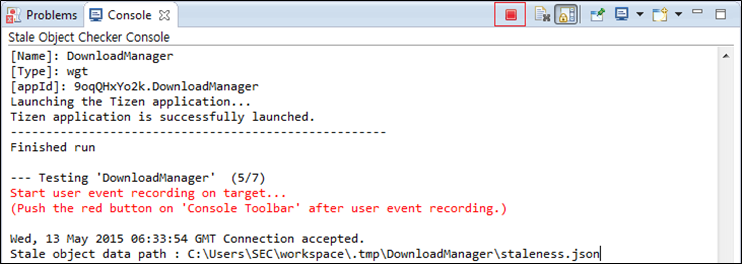 Problems Console
Stale Object Checker Console
[Name]: DownloadManager
[Type]: wgt
[appId]: 9oqQHxYo2k.DownloadManager
Launching the Tizen application...
Tizen application is successfully launched.
----------------------------------------------------
Finished run
--- Testing 'DownloadManager'  (5/7)
Start user event recording on target...
(Push the red button on 'Console Toolbar' after user event recording.)
Wed, 13 May 2015 06:33:54 GMT Connection accepted.
Stale object data path : C:\Users\SEC\workspace\.tmp\DownloadManager\staleness.json